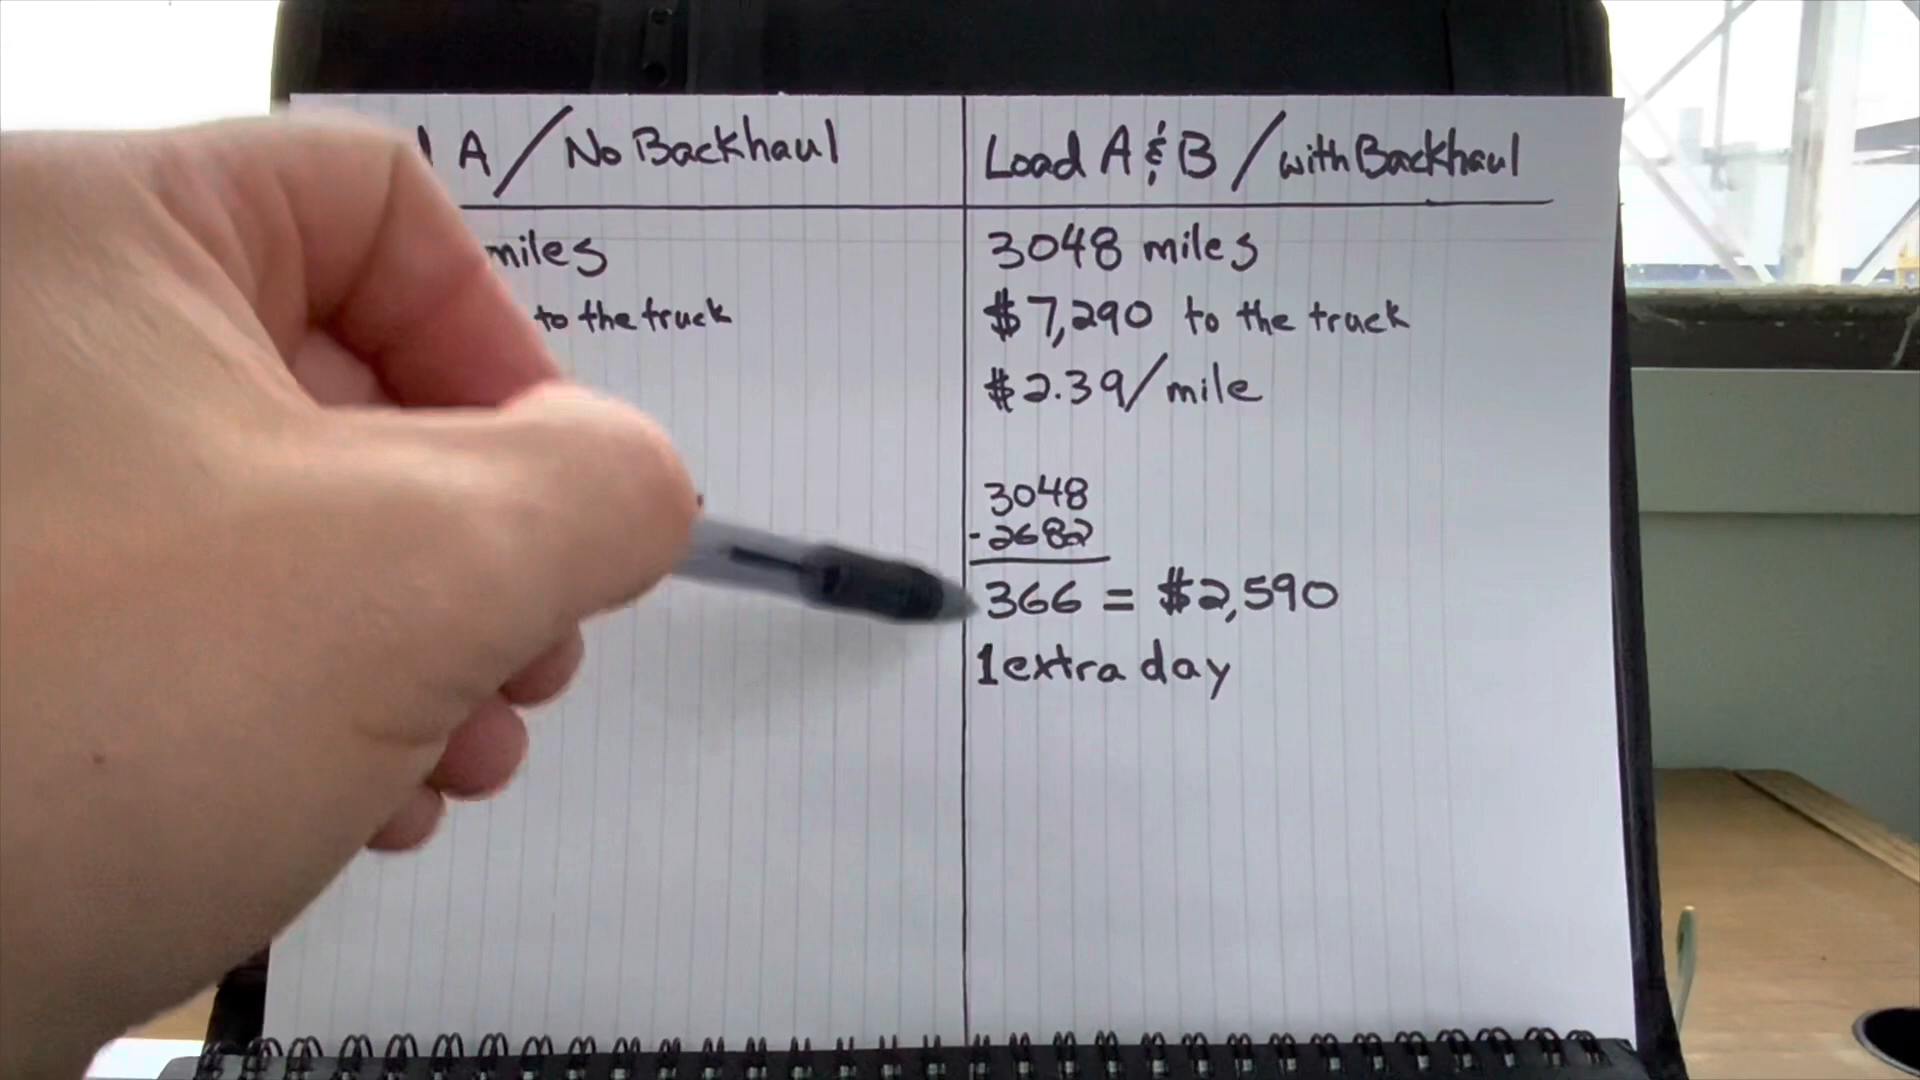 A / No Backhaul
miles
to the truck
Load A & B / with Backhaul
3048 miles
$7,290 to the truck
$2.39/mile
3048
-2682
366 = $2,590
1 extra day